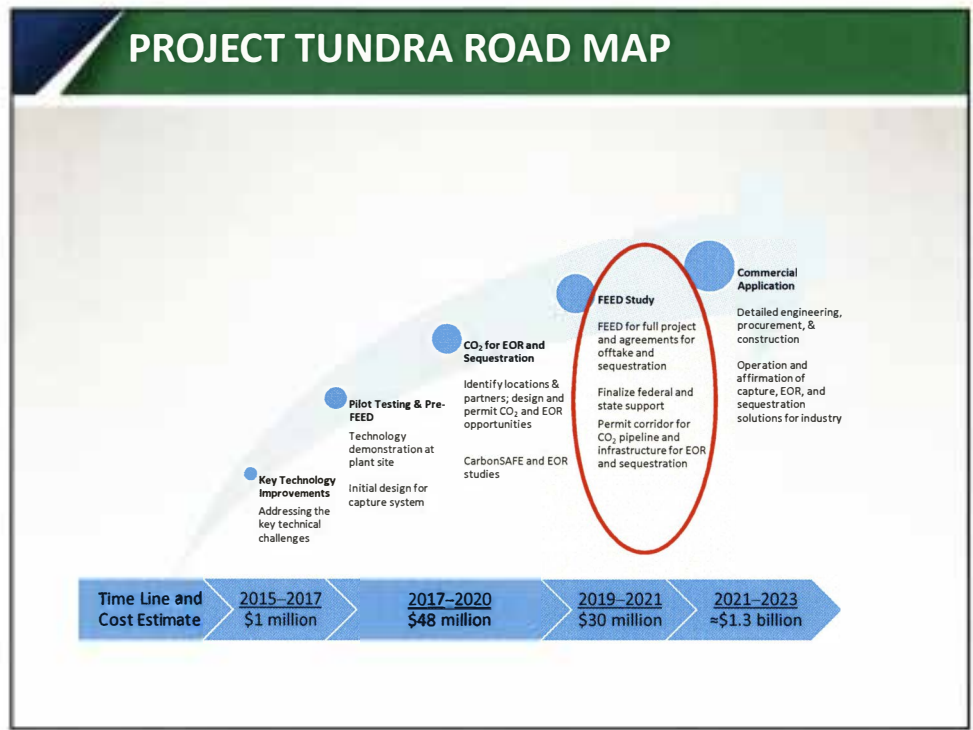 PROJECT TUNDRA ROAD MAP
Key Technology
Improvements
Addressing the
key technical
challenges
Pilot Testing & Pre-
FEED
Technology
demonstration at
plant site
Initial design for
capture system
CO₂ for EOR and
Sequestration
Identify locations &
partners; design and
permit CO₂ and EOR
opportunities
CarbonSAFE and EOR
studies
FEED Study
FEED for full project
and agreements for
offtake and
sequestration
Finalize federal and
state support
Permit corridor for
CO₂ pipeline and
infrastructure for EOR
and sequestration
Commercial
Application
Detailed engineering,
procurement, &
construction
Operation and
affirmation of
capture, EOR, and
sequestration
solutions for industry
Time Line and
Cost Estimate
2015–2017
$1 million
2017–2020
$48 million
2019–2021
$30 million
2021–2023
≈$1.3 billion